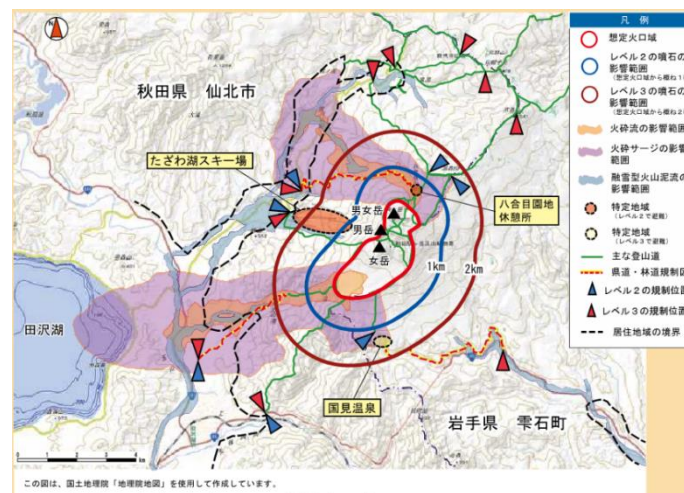 N
秋田県 仙北市
たざわ湖スキー場
八合目園地
休憩所
男女岳
男岳
女岳
1km
2km
田沢湖
国見温泉
岩手県 雫石町
この図は、国土地理院「地理院地図」を使用して作成しています。
凡 例
想定火口域
レベル2の噴石の
影響範囲
(想定火口域から概ね1
レベル3の噴石の
影響範囲
(想定火口域から概ね2
火砕流の影響範囲
火砕サージの影響
範囲
融雪型火山泥流の
影響範囲
特定地域
(レベル2で避難)
特定地域
(レベル3で避難)
主な登山道
県道・林道規制
レベル2の規制位置
レベル3の規制位置
居住地域の境界